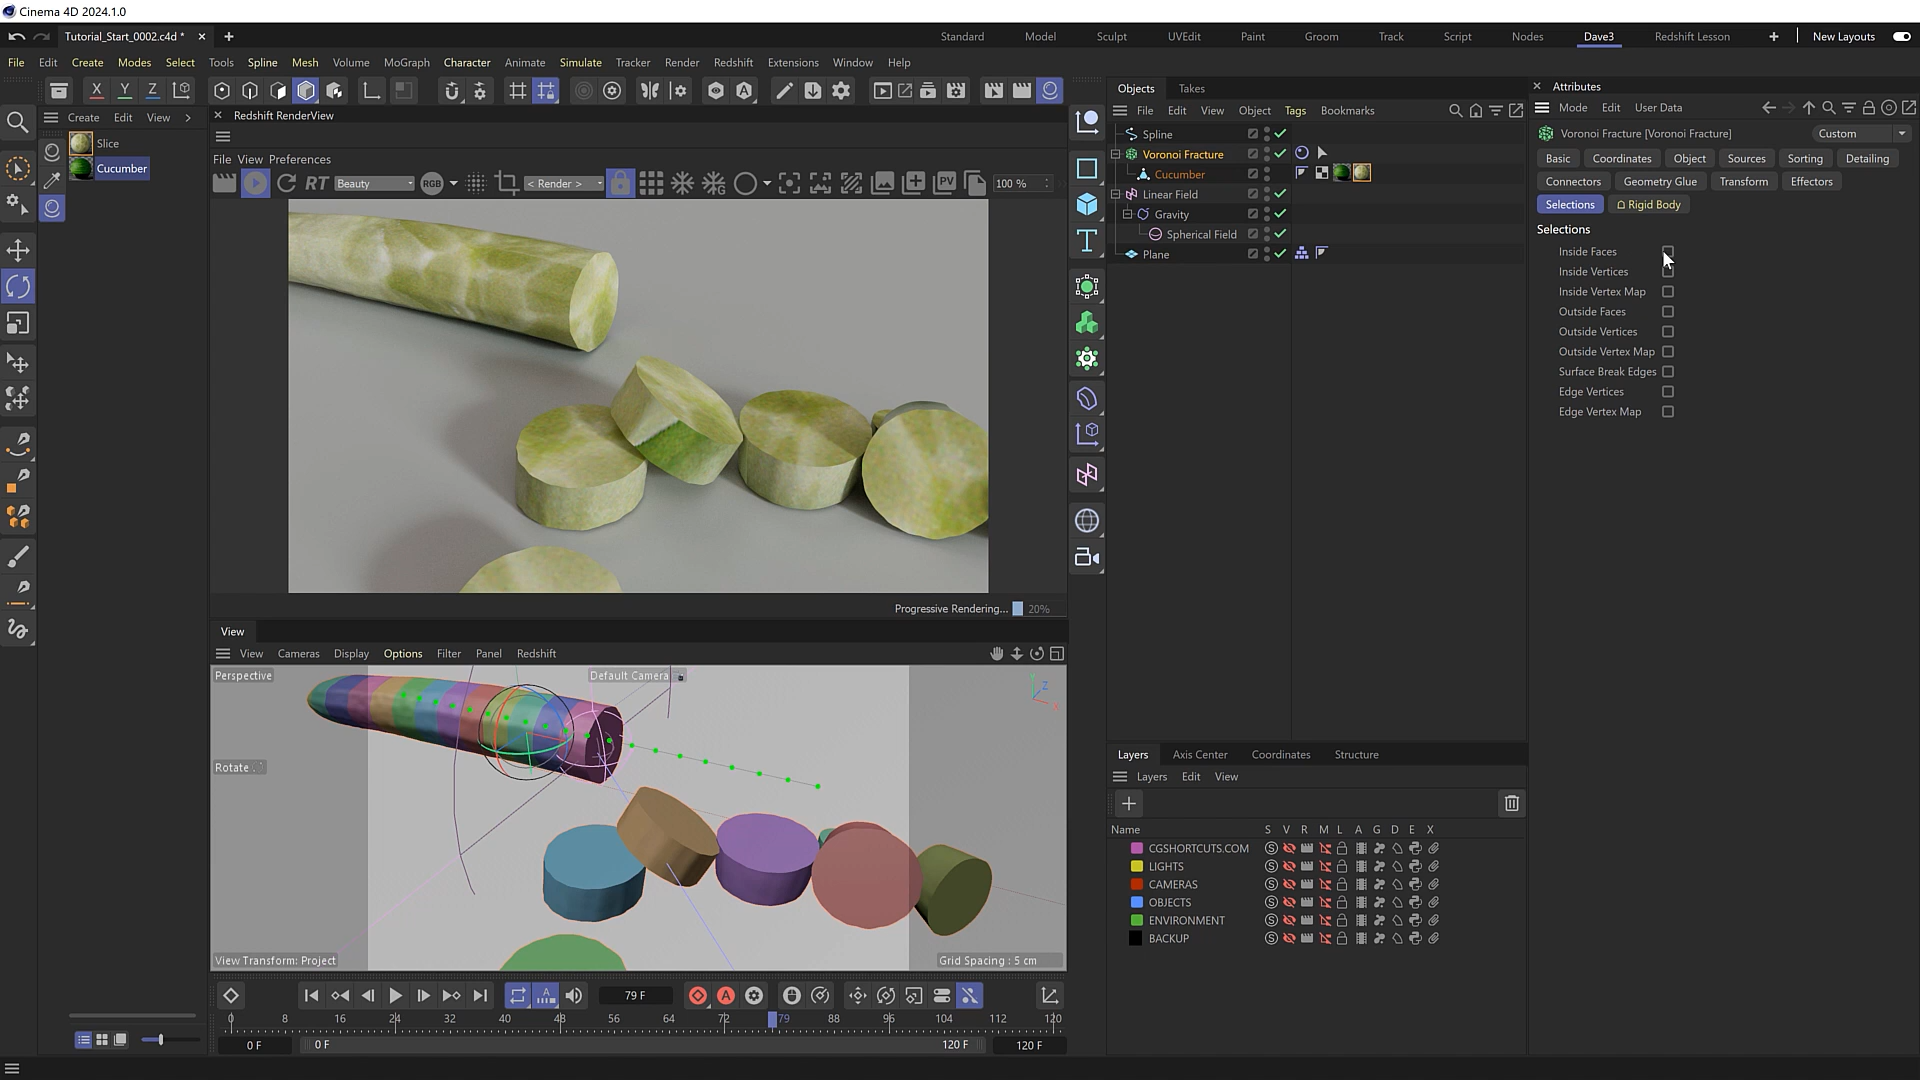 Cinema 4D 2024.1.0
Tutorial_Start_0002.c4d *
Standard Model Sculpt UVEdit Paint Groom Track Script Nodes Dave3 Redshift Lesson New Layouts
File Edit Create Modes Select Tools Spline Mesh Volume MoGraph Character Animate Simulate Tracker Render Redshift Extensions Window Help
X Y Z
Create Edit View
Slice
Cucumber
Redshift RenderView
File View Preferences
RT Beauty RGB < Render > PV 100 %
Progressive Rendering... 20%
View
View Cameras Display Options Filter Panel Redshift
Perspective
Default Camera
Rotate
View Transform: Project
Grid Spacing : 5 cm
79 F
0 8 16 24 32 40 48 56 64 72 79 88 96 104 112 120
0 F 0 F 120 F 120 F
Objects Takes
File Edit View Object Tags Bookmarks
Spline
Voronoi Fracture
Cucumber
Linear Field
Gravity
Spherical Field
Plane
Layers Axis Center Coordinates Structure
Layers Edit View
Name S V R M L A G D E X
CGSHORTCUTS.COM
LIGHTS
CAMERAS
OBJECTS
ENVIRONMENT
BACKUP
Attributes
Mode Edit User Data
Voronoi Fracture [Voronoi Fracture] Custom
Basic Coordinates Object Sources Sorting Detailing
Connectors Geometry Glue Transform Effectors
Selections Rigid Body
Selections
Inside Faces
Inside Vertices
Inside Vertex Map
Outside Faces
Outside Vertices
Outside Vertex Map
Surface Break Edges
Edge Vertices
Edge Vertex Map